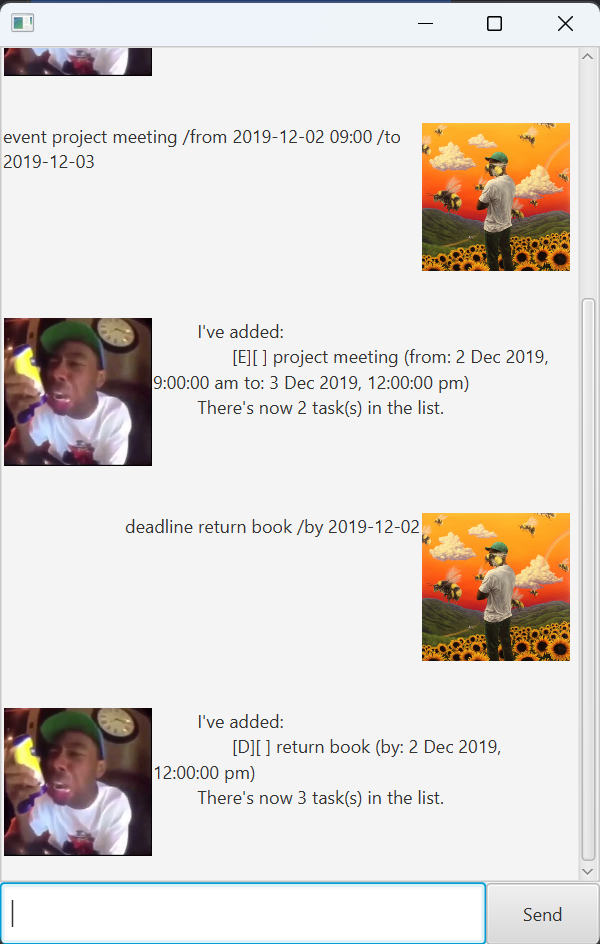 event project meeting /from 2019-12-02 09:00 /to
2019-12-03
I've added:
[E][ ] project meeting (from: 2 Dec 2019,
9:00:00 am to: 3 Dec 2019, 12:00:00 pm)
There's now 2 task(s) in the list.
deadline return book /by 2019-12-02
I've added:
[D][ ] return book (by: 2 Dec 2019,
12:00:00 pm)
There's now 3 task(s) in the list.
Send